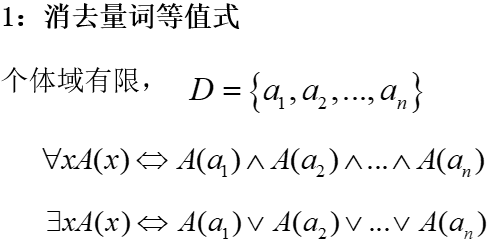 1：消去量词等值式
个体域有限， D = {a₁, a₂, ..., aₙ}
∀xA(x) ⇔ A(a₁) ∧ A(a₂) ∧ ... ∧ A(aₙ)
∃xA(x) ⇔ A(a₁) ∨ A(a₂) ∨ ... ∨ A(aₙ)